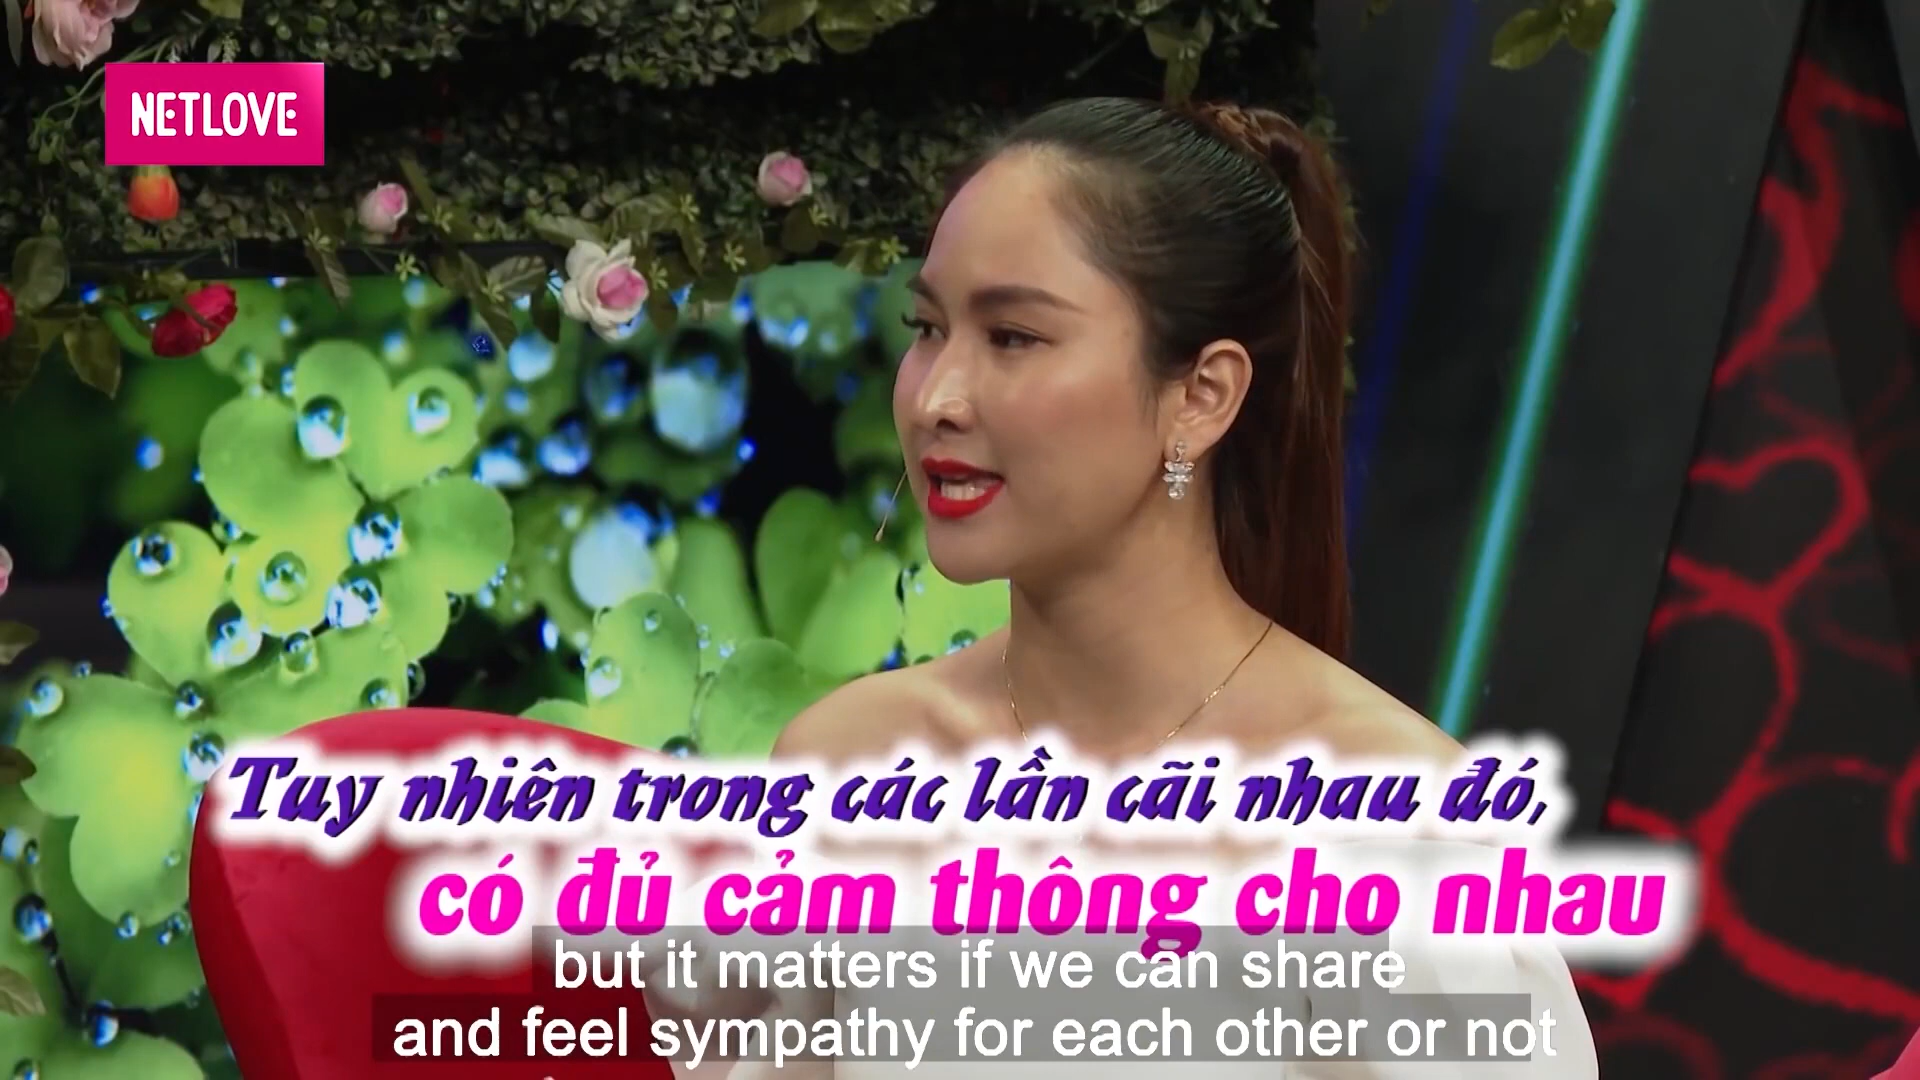 NETLOVE
Tuy nhiên trong các lần cãi nhau đó,
có đủ cảm thông cho nhau
but it matters if we can share
and feel sympathy for each other or not